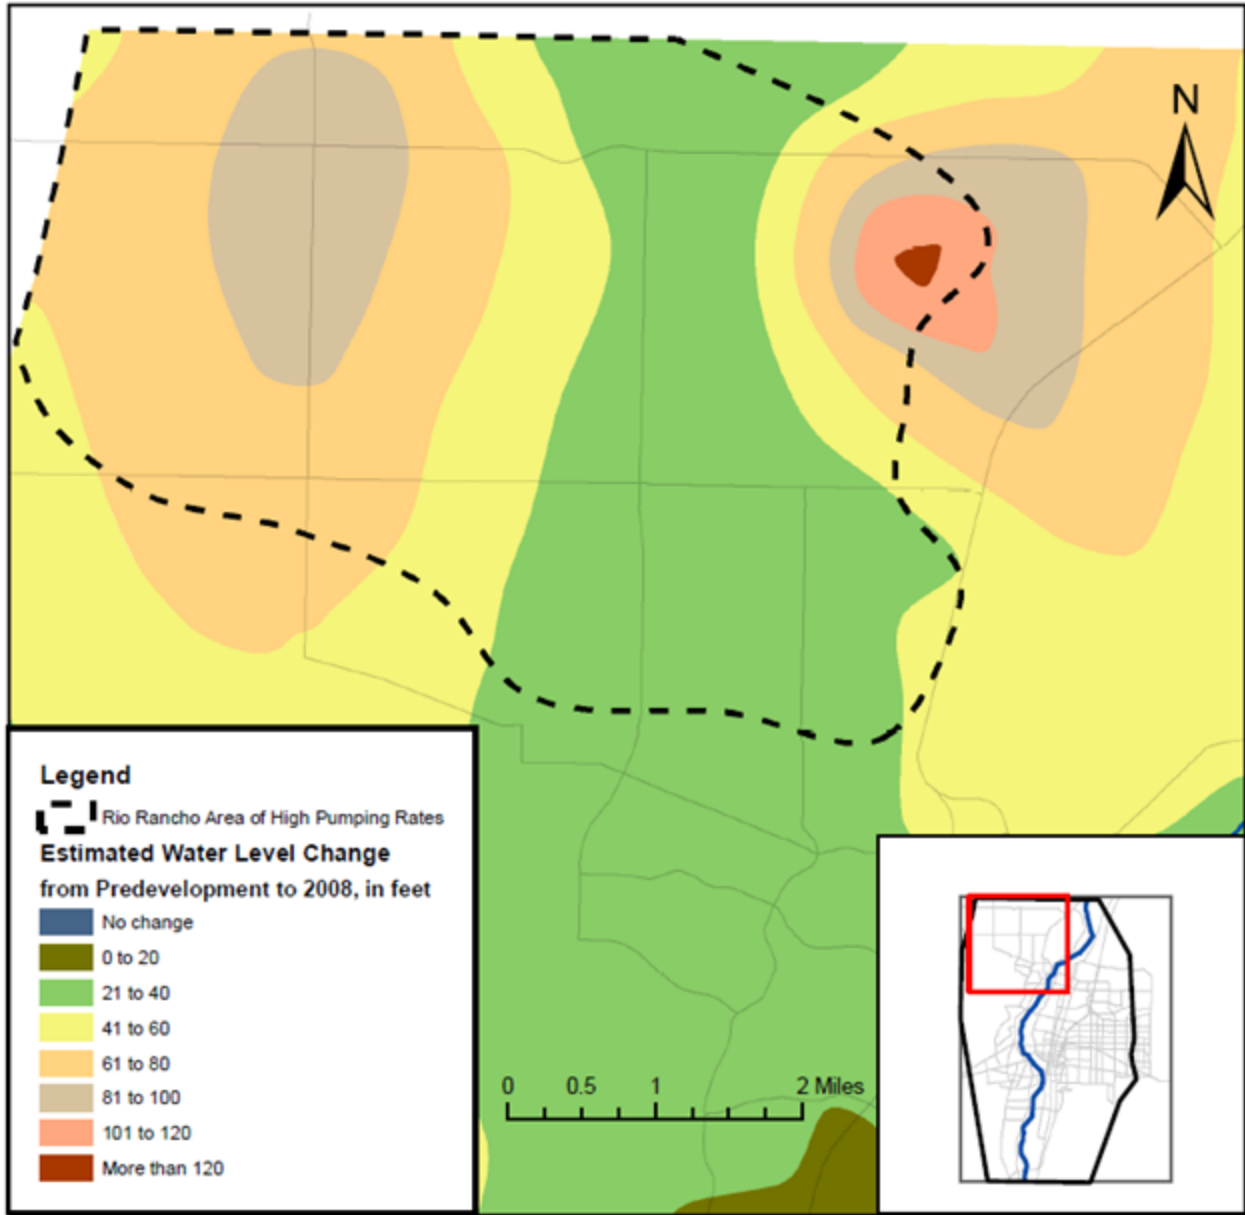 N
Legend
Rio Rancho Area of High Pumping Rates
Estimated Water Level Change
from Predevelopment to 2008, in feet
No change
0 to 20
21 to 40
41 to 60
61 to 80
81 to 100
101 to 120
More than 120
0 0.5 1 2 Miles